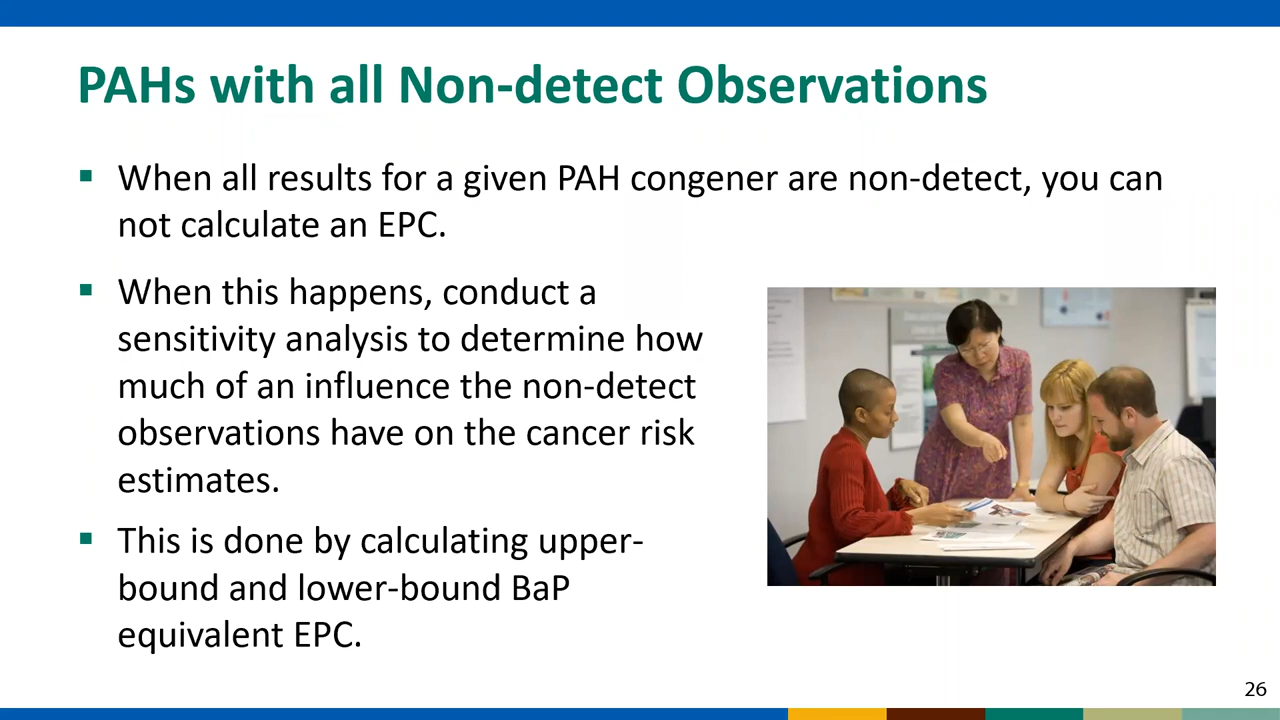 PAHs with all Non-detect Observations
▪ When all results for a given PAH congener are non-detect, you can
not calculate an EPC.
▪ When this happens, conduct a
sensitivity analysis to determine how
much of an influence the non-detect
observations have on the cancer risk
estimates.
▪ This is done by calculating upper-
bound and lower-bound BaP
equivalent EPC.
26